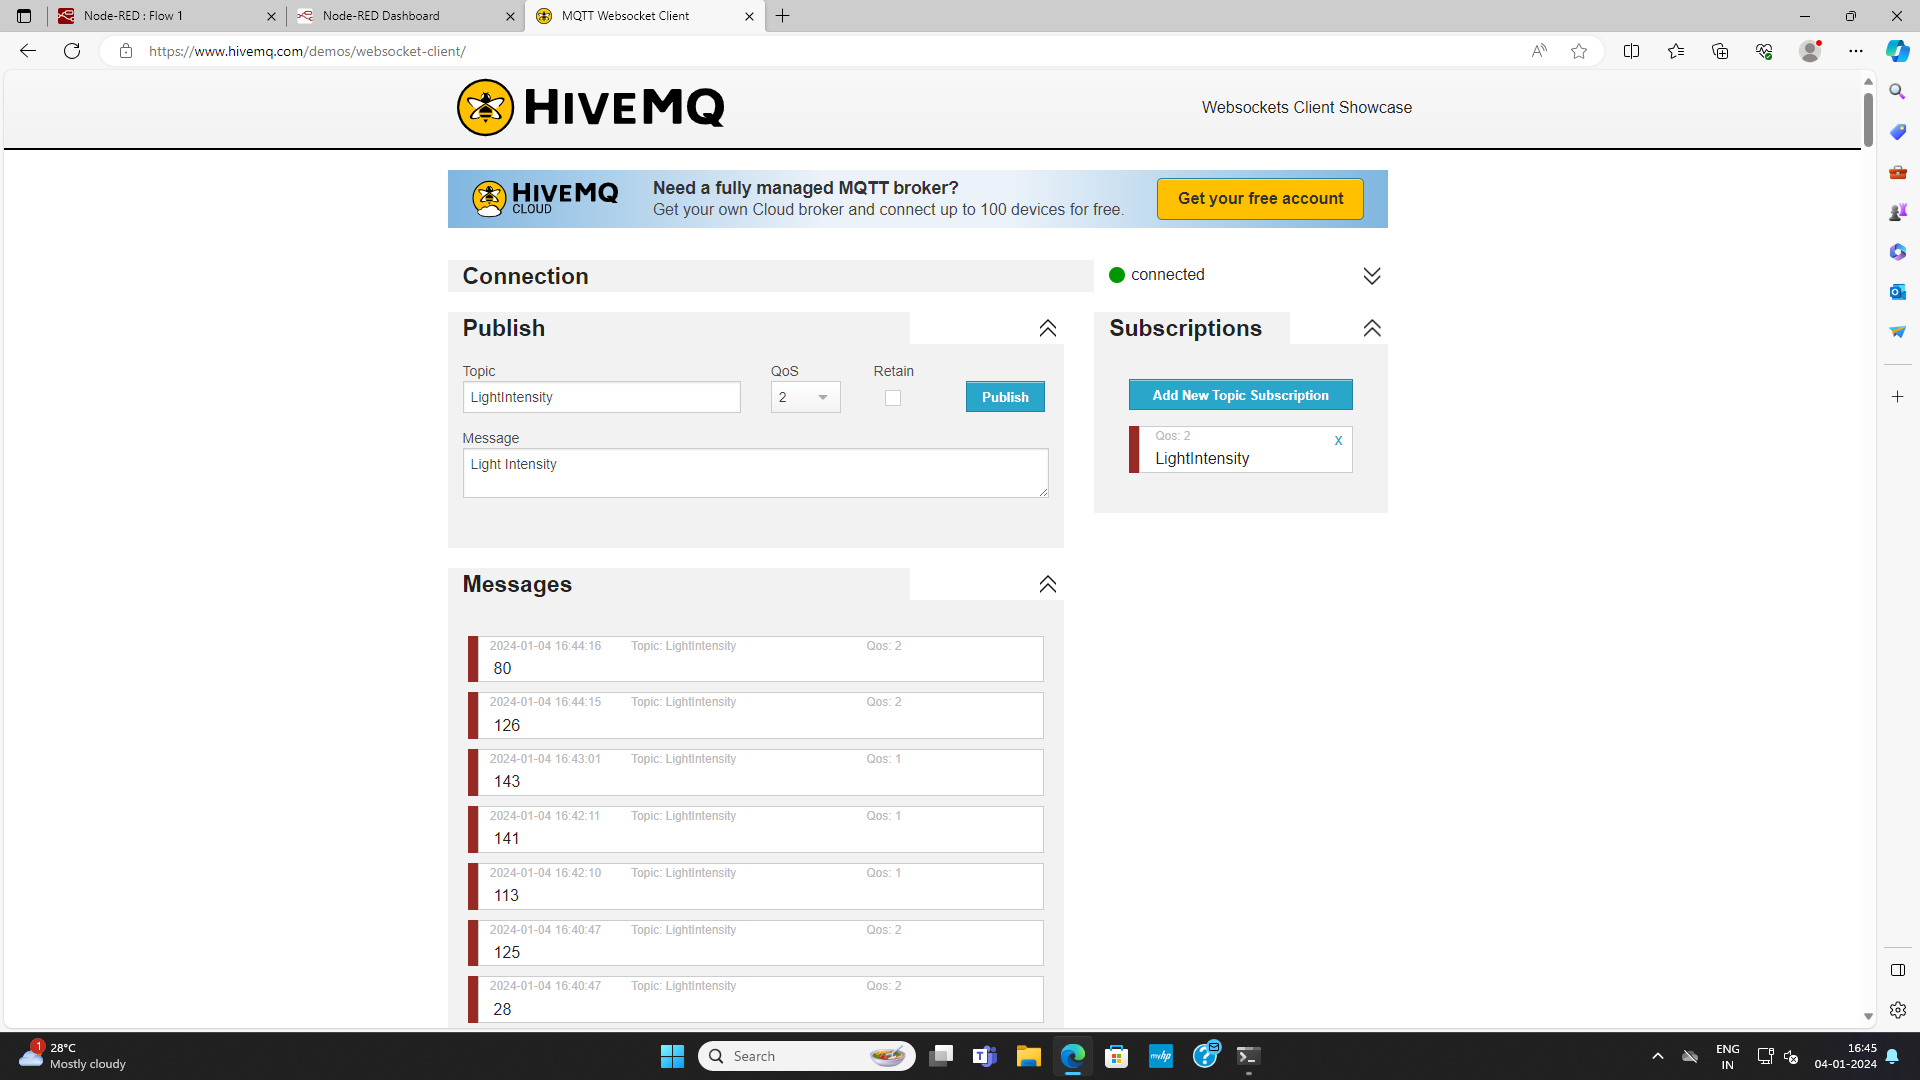 Node-RED : Flow 1
Node-RED Dashboard
MQTT Websocket Client
https://www.hivemq.com/demos/websocket-client/
HIVEMQ
Websockets Client Showcase
HIVEMQ
CLOUD
Need a fully managed MQTT broker?
Get your own Cloud broker and connect up to 100 devices for free.
Get your free account
Connection
connected
Publish
Subscriptions
Topic
QoS
Retain
LightIntensity
2
Publish
Message
Light Intensity
Add New Topic Subscription
Qos: 2
x
LightIntensity
Messages
2024-01-04 16:44:16 Topic: LightIntensity Qos: 2
80
2024-01-04 16:44:15 Topic: LightIntensity Qos: 2
126
2024-01-04 16:43:01 Topic: LightIntensity Qos: 1
143
2024-01-04 16:42:11 Topic: LightIntensity Qos: 1
141
2024-01-04 16:42:10 Topic: LightIntensity Qos: 1
113
2024-01-04 16:40:47 Topic: LightIntensity Qos: 2
125
2024-01-04 16:40:47 Topic: LightIntensity Qos: 2
28
1
28°C
Mostly cloudy
Search
myhp
ENG
IN
16:45
04-01-2024